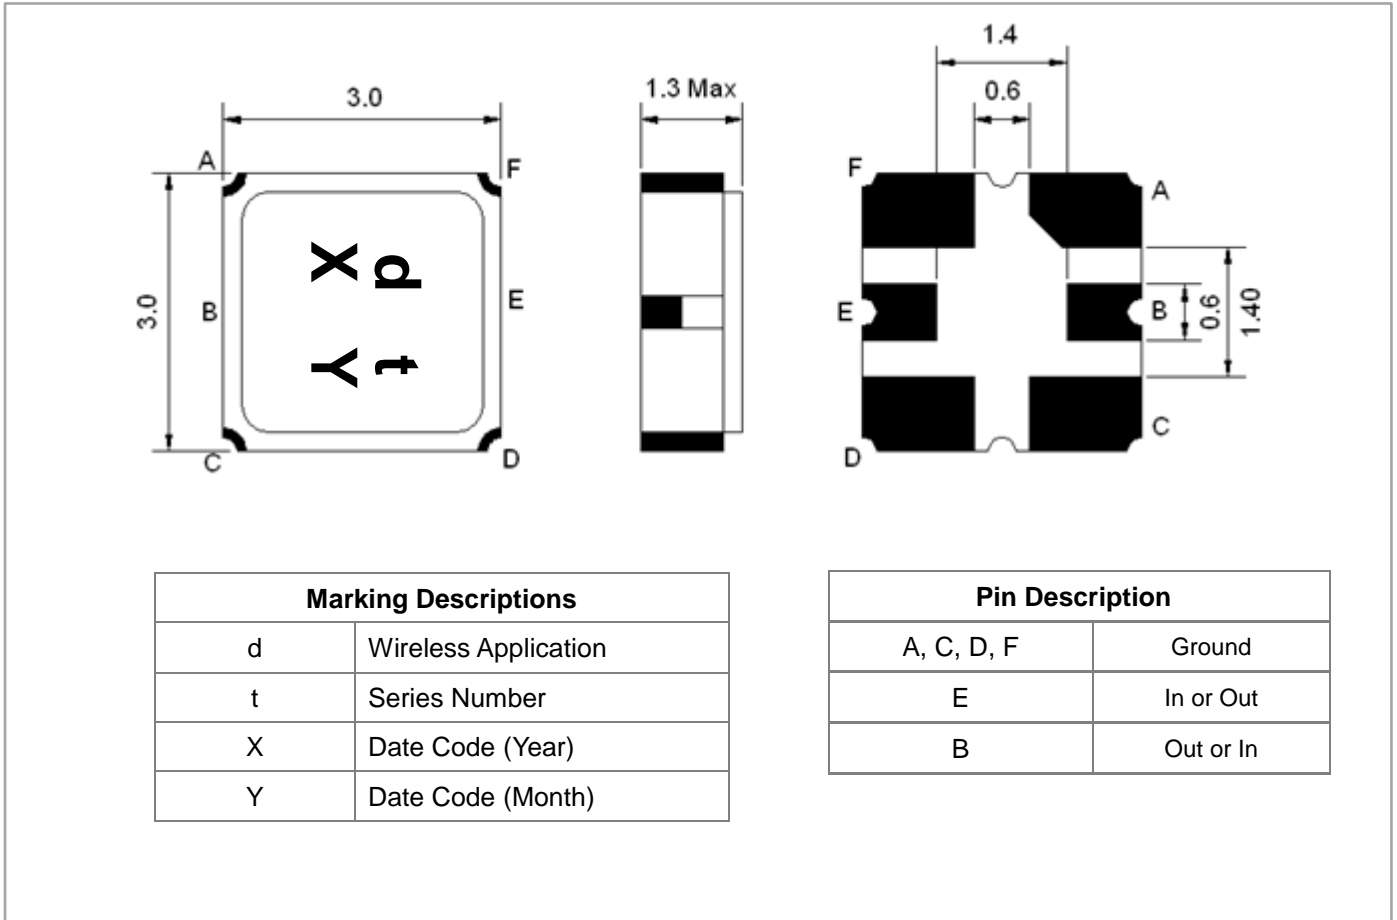 1.4
3.0
1.3 Max
0.6
A
F
F
A
d
X
3.0
B
E
E
B
0.6
1.40
t
Y
C
D
D
C
Marking Descriptions
d Wireless Application
t Series Number
X Date Code (Year)
Y Date Code (Month)
Pin Description
A, C, D, F Ground
E In or Out
B Out or In